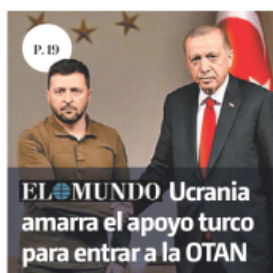 P. 19
EL MUNDO Ucrania
amarra el apoyo turco
para entrar a la OTAN